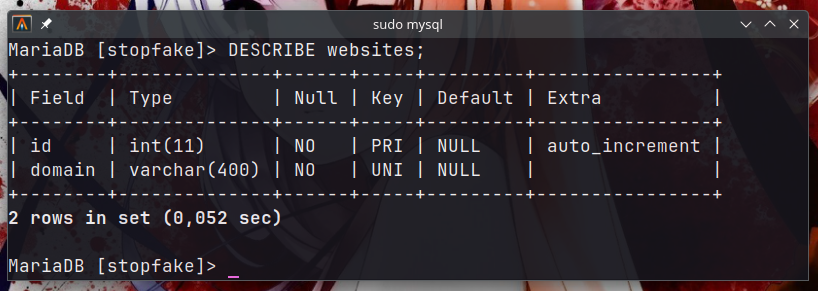 sudo mysql
MariaDB [stopfake]> DESCRIBE websites;
+--------+--------------+------+-----+---------+----------------+
| Field  | Type         | Null | Key | Default | Extra          |
+--------+--------------+------+-----+---------+----------------+
| id     | int(11)      | NO   | PRI | NULL    | auto_increment |
| domain | varchar(400) | NO   | UNI | NULL    |                |
+--------+--------------+------+-----+---------+----------------+
2 rows in set (0,052 sec)
MariaDB [stopfake]> _